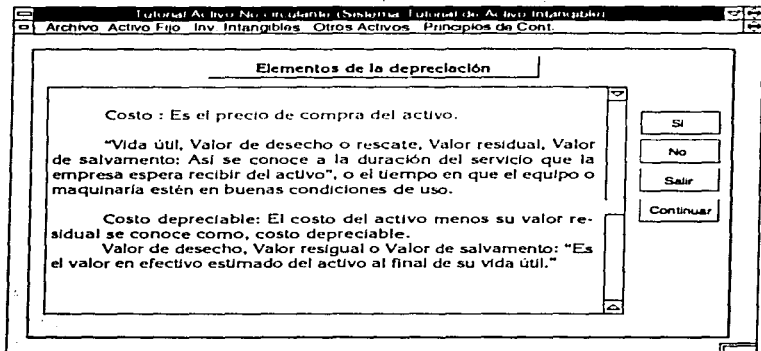 Tutorial Activo No circulante (Sistema Tutorial de Activo Intangible)
Archivo Activo Fijo Inv. Intangibles Otros Activos Principios de Cont.
Elementos de la depreciación
Costo : Es el precio de compra del activo.
"Vida útil, Valor de desecho o rescate, Valor residual, Valor
de salvamento: Así se conoce a la duración del servicio que la
empresa espera recibir del activo", o el tiempo en que el equipo o
maquinaría estén en buenas condiciones de uso.
Costo depreciable: El costo del activo menos su valor re-
sidual se conoce como, costo depreciable.
Valor de desecho, Valor resigual o Valor de salvamento: "Es
el valor en efectivo estimado del activo al final de su vida útil."
Si
No
Salir
Continuar